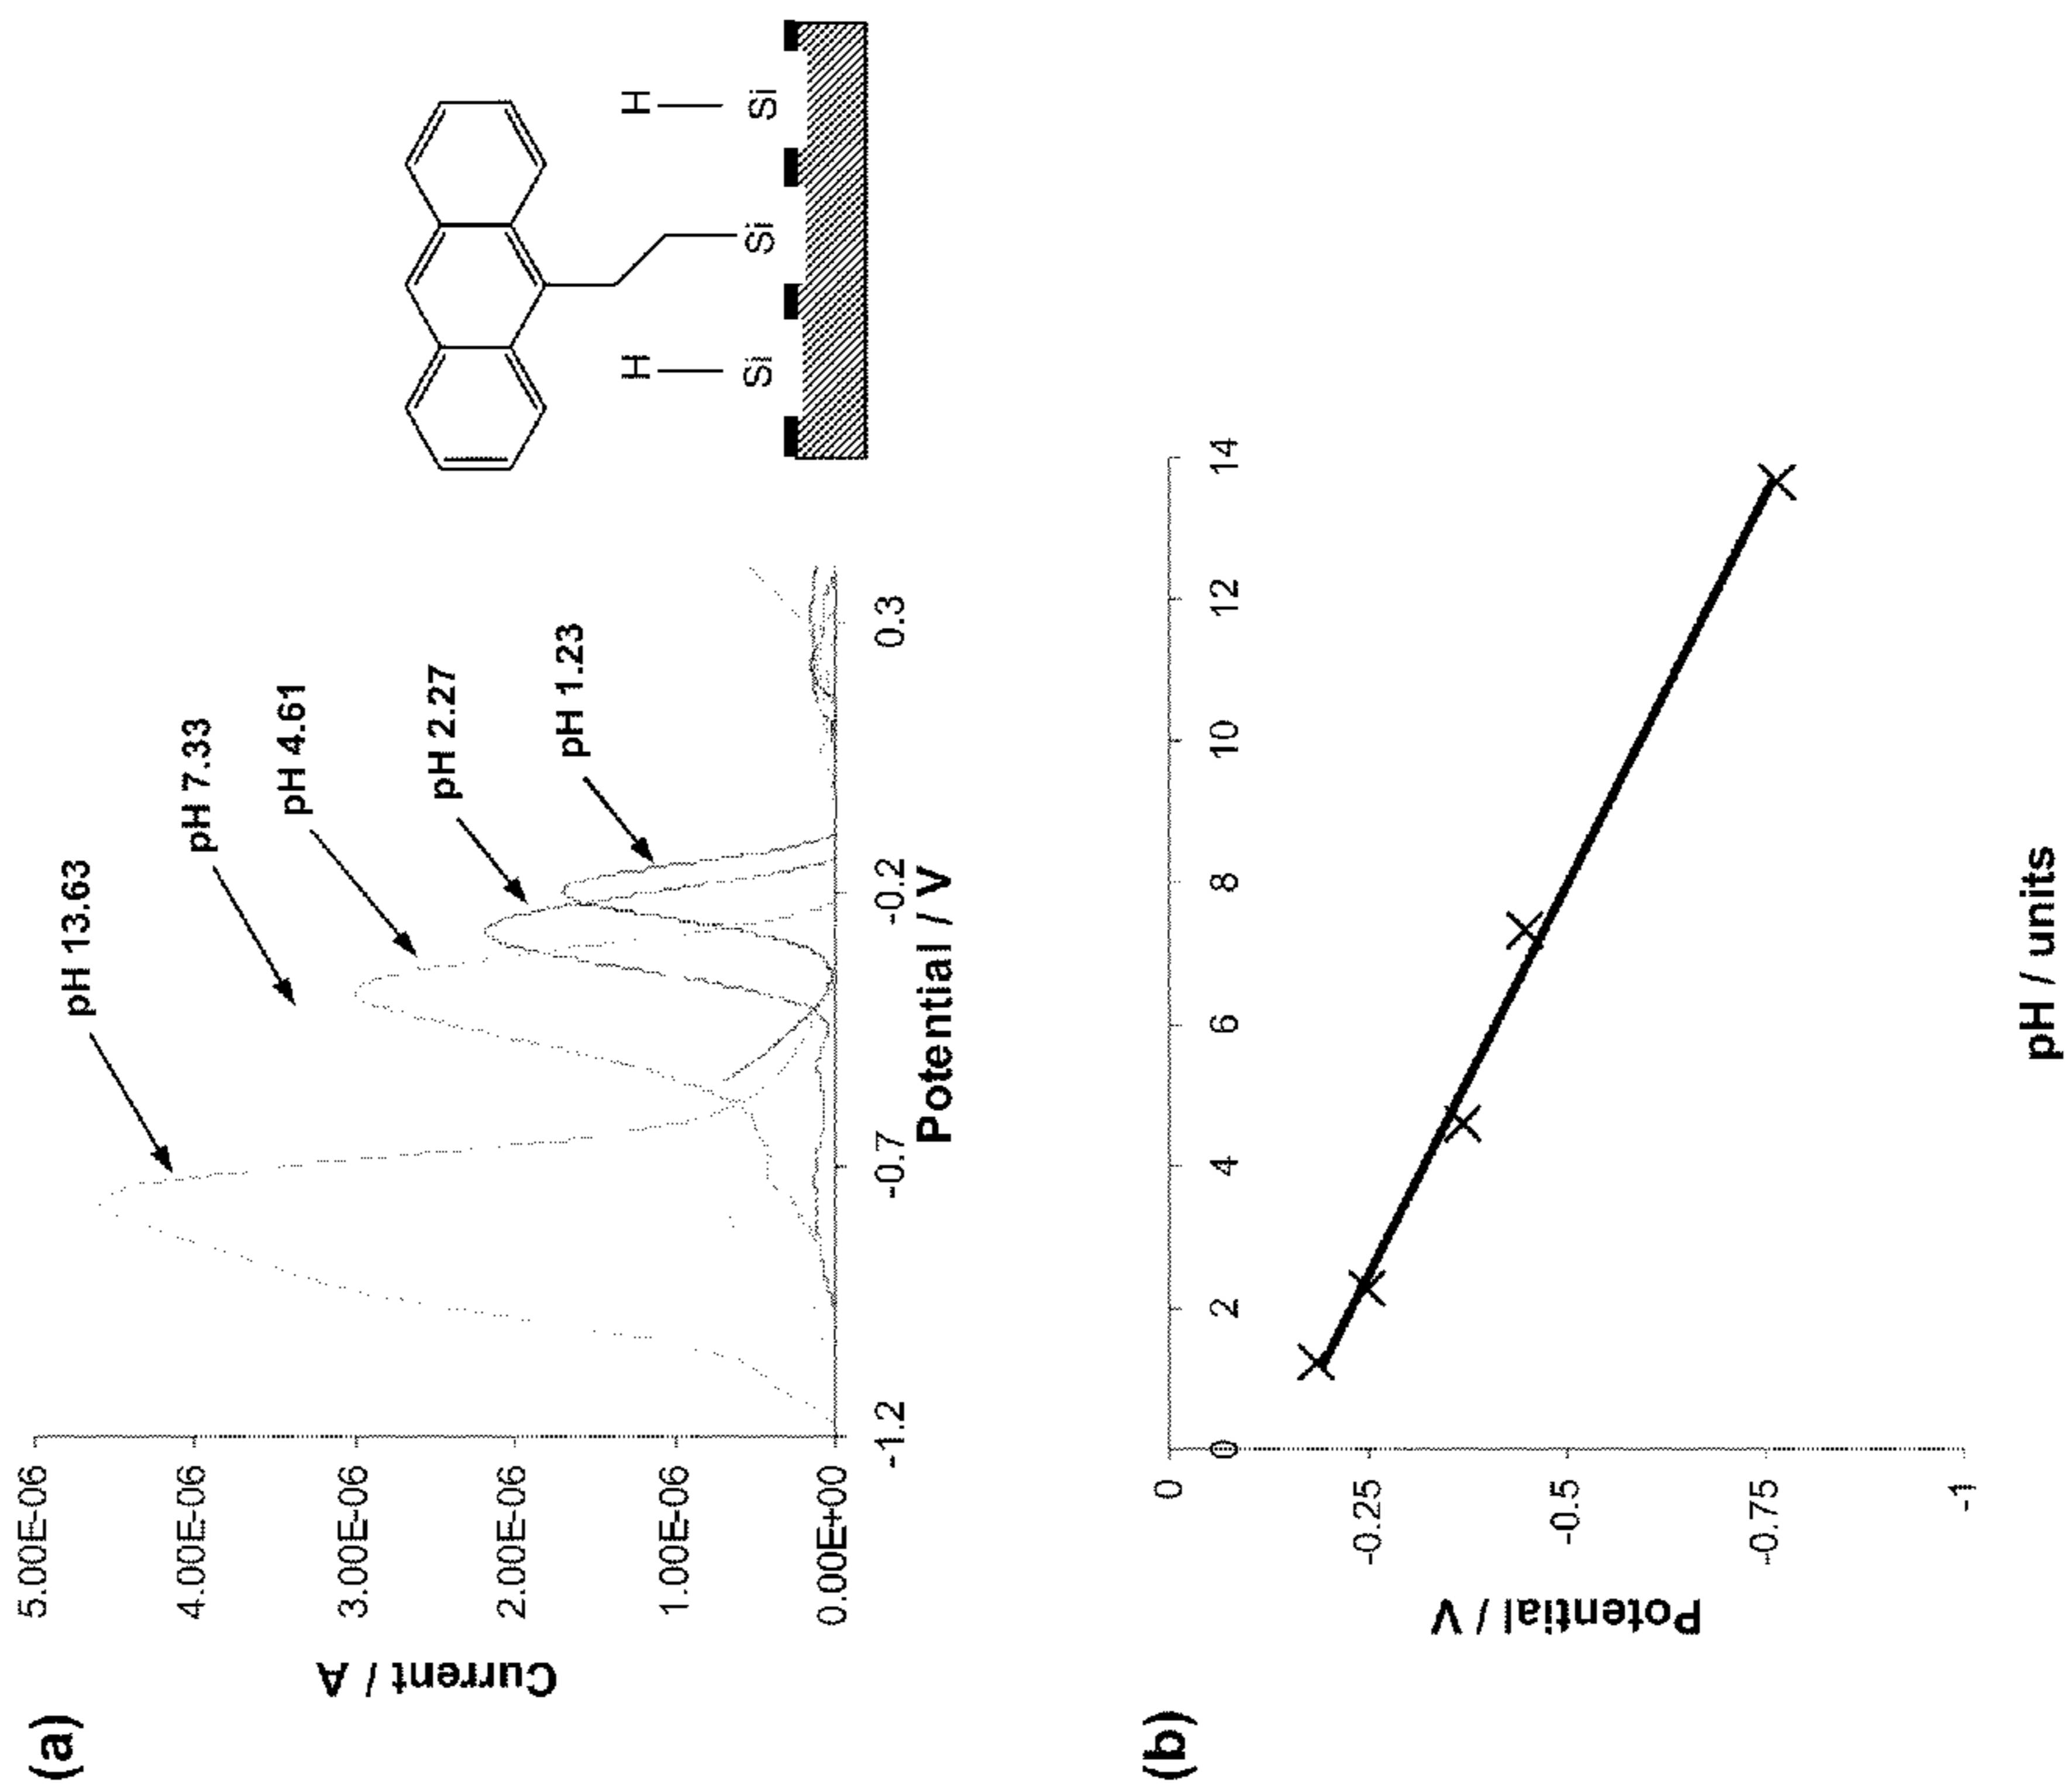 (a)
Current / A
5.00E-06
4.00E-06
3.00E-06
2.00E-06
1.00E-06
0.00E+00
-1.2
-0.7
-0.2
0.3
Potential / V
pH 13.63
pH 7.33
pH 4.61
pH 2.27
pH 1.23
H
H
Si
Si
Si
(b)
Potential / V
0
-0.25
-0.5
-0.75
-1
0
2
4
6
8
10
12
14
pH / units